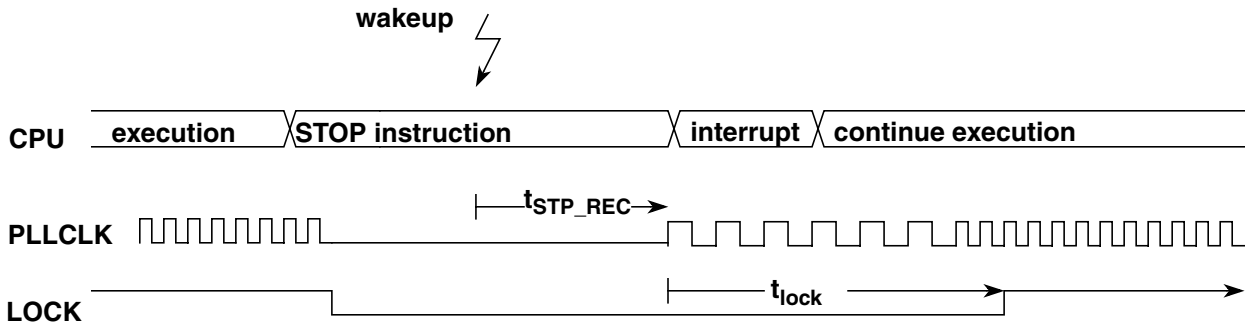 wakeup
CPU execution STOP instruction interrupt continue execution
tSTP_REC
PLLCLK
tlock
LOCK